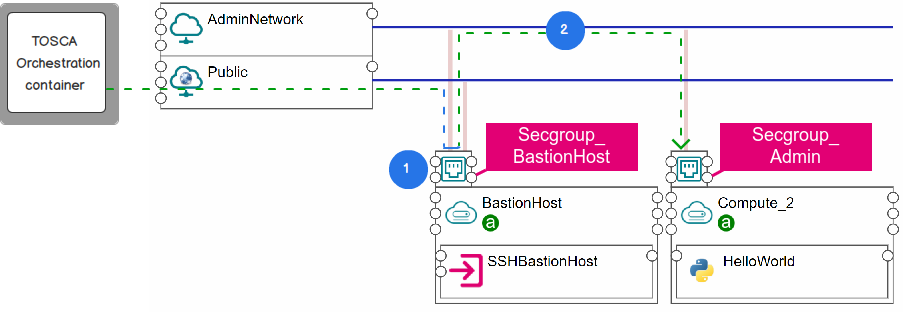 TOSCA
Orchestration
container
AdminNetwork
Public
2
1
Secgroup_
BastionHost
Secgroup_
Admin
BastionHost
a
Compute_2
a
SSHBastionHost
HelloWorld